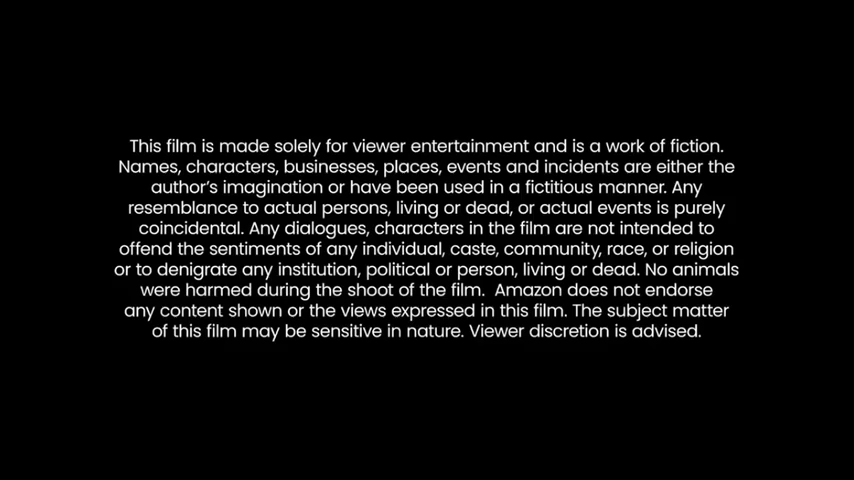 This film is made solely for viewer entertainment and is a work of fiction.
Names, characters, businesses, places, events and incidents are either the
author's imagination or have been used in a fictitious manner. Any
resemblance to actual persons, living or dead, or actual events is purely
coincidental. Any dialogues, characters in the film are not intended to
offend the sentiments of any individual, caste, community, race, or religion
or to denigrate any institution, political or person, living or dead. No animals
were harmed during the shoot of the film.  Amazon does not endorse
any content shown or the views expressed in this film. The subject matter
of this film may be sensitive in nature. Viewer discretion is advised.